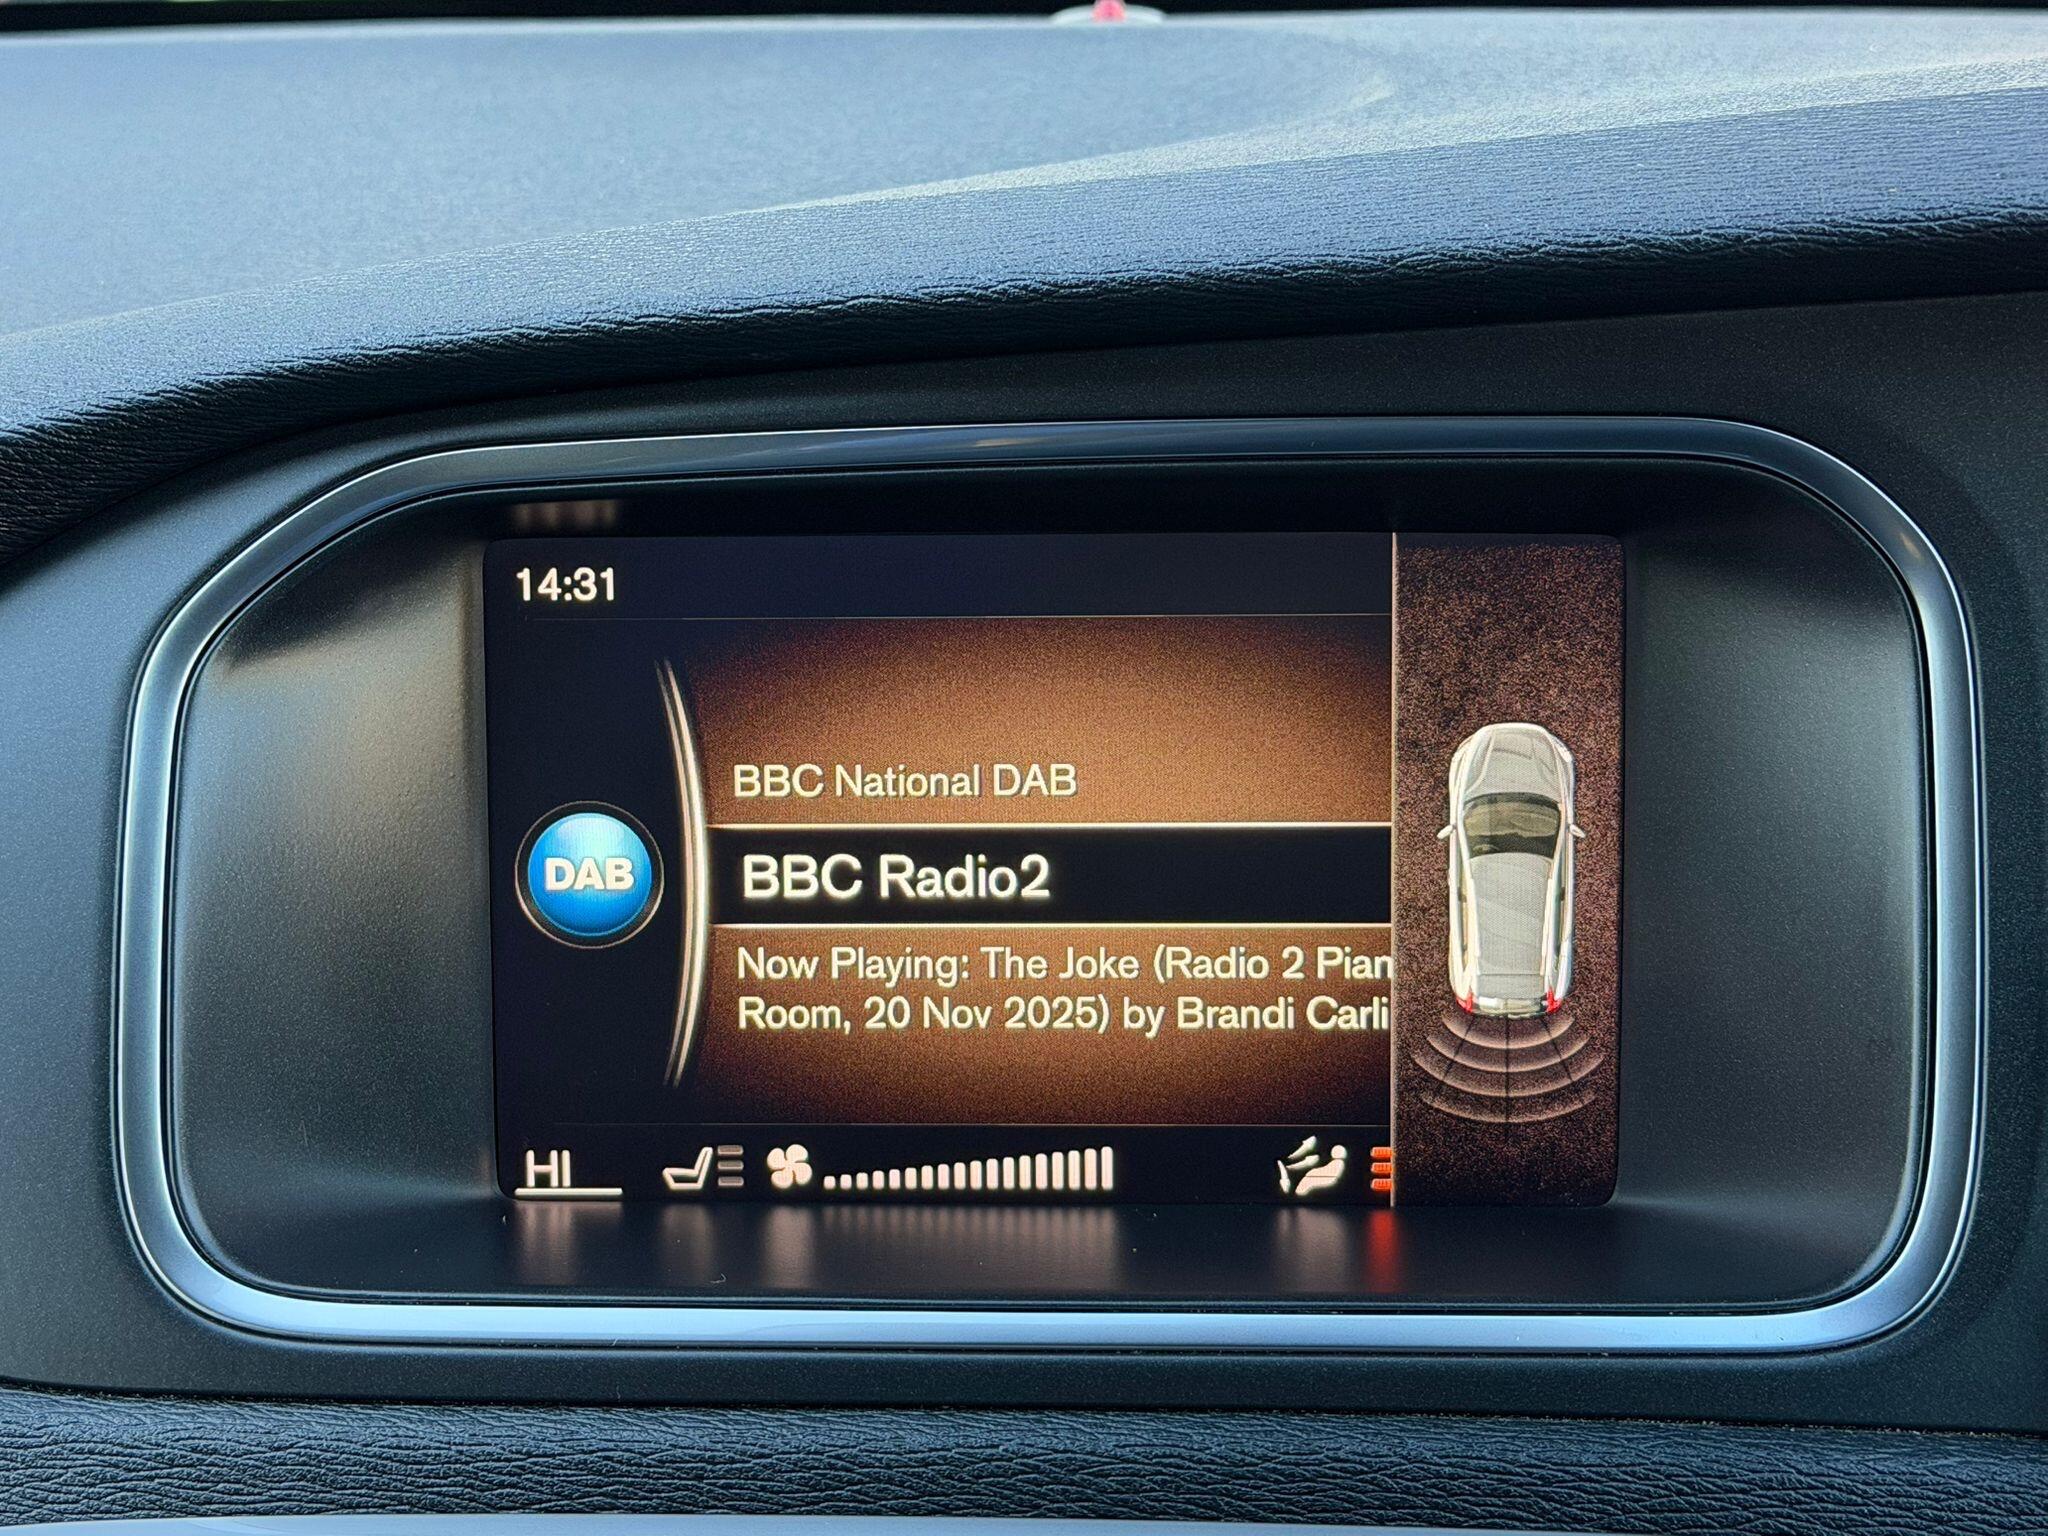 14:31
BBC National DAB
DAB
BBC Radio2
Now Playing: The Joke (Radio 2 Pian
Room, 20 Nov 2025) by Brandi Carli
HI